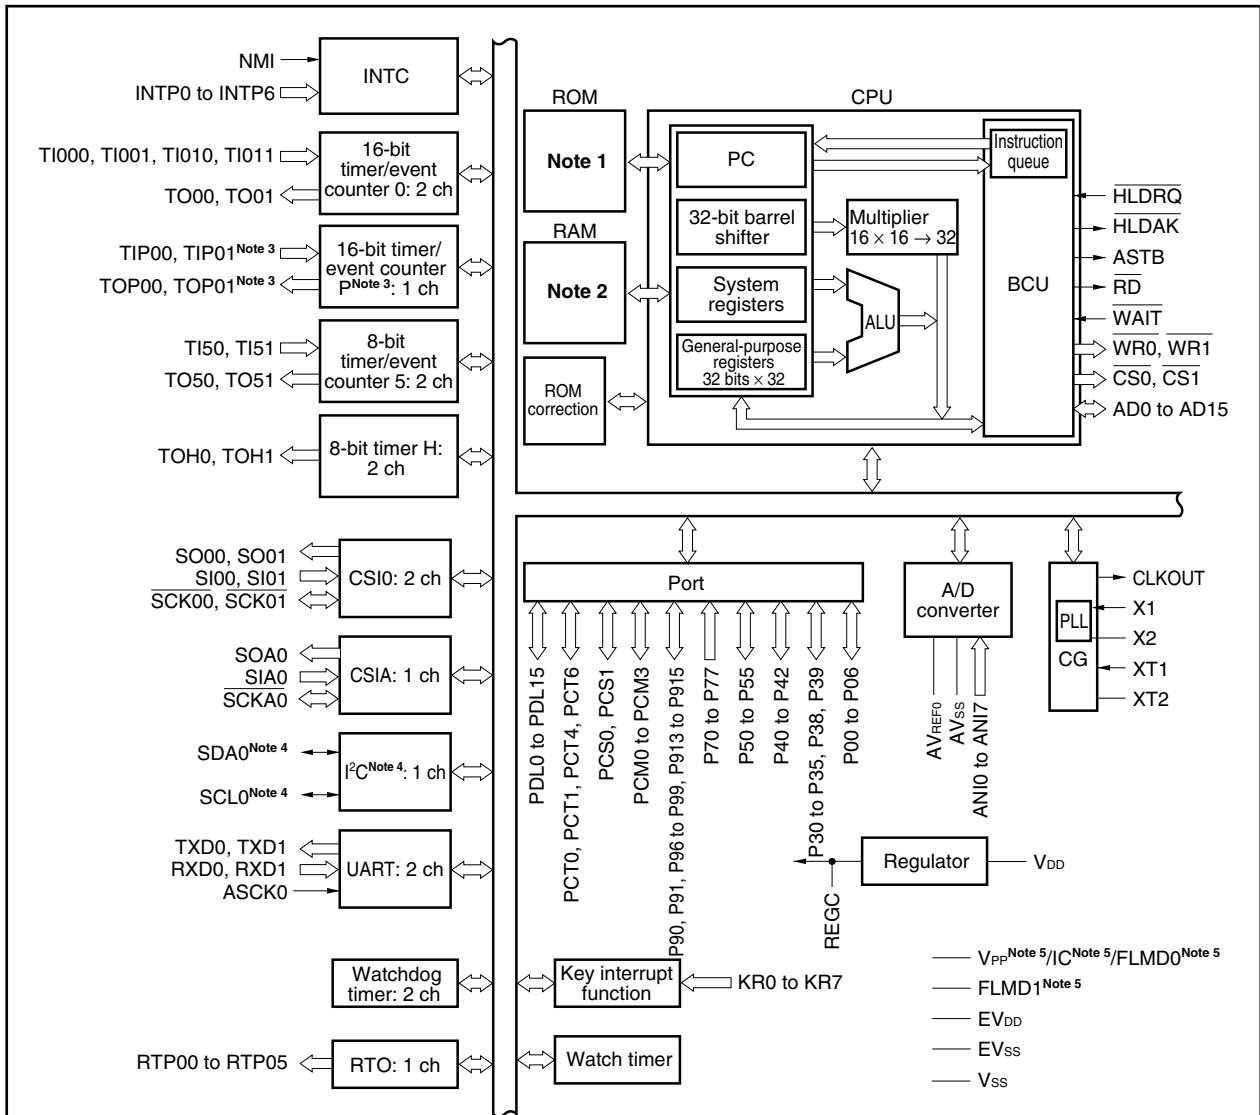 NMI
INTP0 to INTP6
INTC
TI000, TI001, TI010, TI011
TO00, TO01
16-bit
timer/event
counter 0: 2 ch
TIP00, TIP01Note 3
TOP00, TOP01Note 3
16-bit timer/
event counter
PNote 3: 1 ch
TI50, TI51
TO50, TO51
8-bit
timer/event
counter 5: 2 ch
TOH0, TOH1
8-bit timer H:
2 ch
SO00, SO01
SI00, SI01
SCK00, SCK01
CSI0: 2 ch
SOA0
SIA0
SCKA0
CSIA: 1 ch
SDA0Note 4
SCL0Note 4
I2CNote 4: 1 ch
TXD0, TXD1
RXD0, RXD1
ASCK0
UART: 2 ch
Watchdog
timer: 2 ch
RTP00 to RTP05
RTO: 1 ch
ROM
Note 1
RAM
Note 2
ROM
correction
CPU
PC
32-bit barrel
shifter
System
registers
General-purpose
registers
32 bits × 32
Multiplier
16 × 16 → 32
ALU
Instruction
queue
BCU
HLDRQ
HLDAK
ASTB
RD
WAIT
WR0, WR1
CS0, CS1
AD0 to AD15
Port
PDL0 to PDL15
PCT0, PCT1, PCT4, PCT6
PCS0, PCS1
PCM0 to PCM3
P90, P91, P96 to P99, P913 to P915
P70 to P77
P50 to P55
P40 to P42
P30 to P35, P38, P39
P00 to P06
A/D
converter
AVREF0
AVSS
ANI0 to ANI7
PLL
CG
CLKOUT
X1
X2
XT1
XT2
Regulator
VDD
REGC
Key interrupt
function
KR0 to KR7
Watch timer
VPPNote 5/ICNote 5/FLMD0Note 5
FLMD1Note 5
EVDD
EVSS
VSS